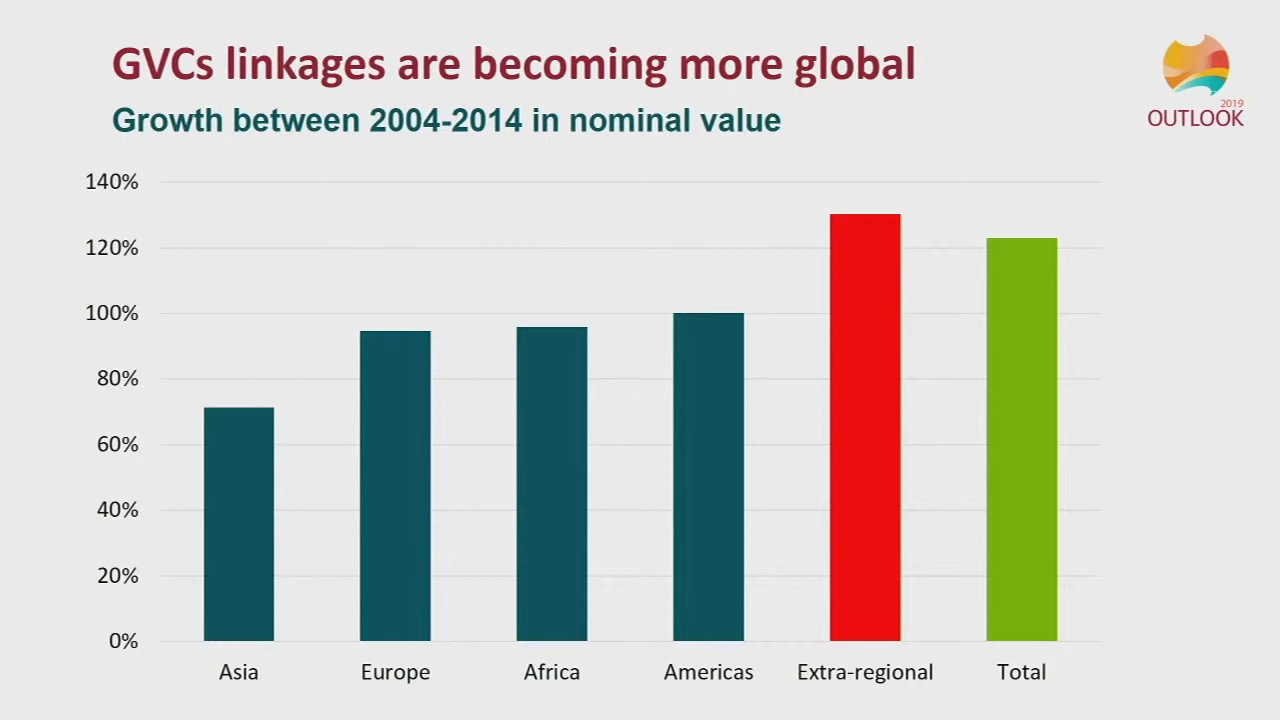 GVCs linkages are becoming more global
Growth between 2004-2014 in nominal value
2019
OUTLOOK
140%
120%
100%
80%
60%
40%
20%
0%
Asia
Europe
Africa
Americas
Extra-regional
Total